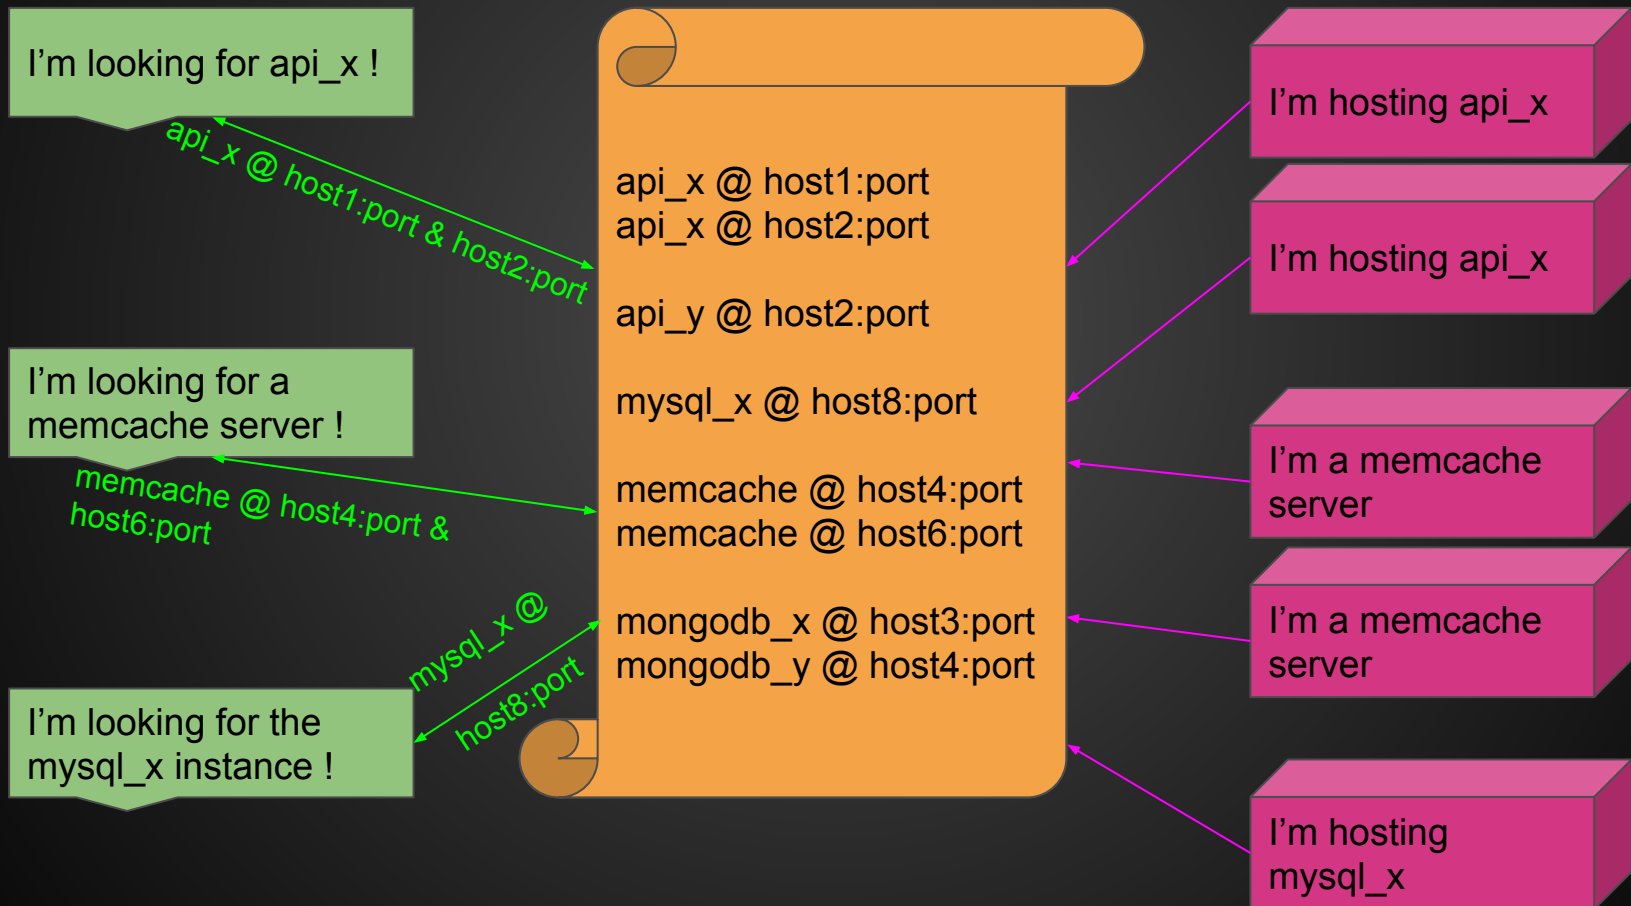 I’m looking for api_x !
api_x @ host1:port & host2:port
I’m looking for a
memcache server !
memcache @ host4:port &
host6:port
mysql_x @
host8:port
I’m looking for the
mysql_x instance !
api_x @ host1:port
api_x @ host2:port
api_y @ host2:port
mysql_x @ host8:port
memcache @ host4:port
memcache @ host6:port
mongodb_x @ host3:port
mongodb_y @ host4:port
I’m hosting api_x
I’m hosting api_x
I’m a memcache
server
I’m a memcache
server
I’m hosting
mysql_x